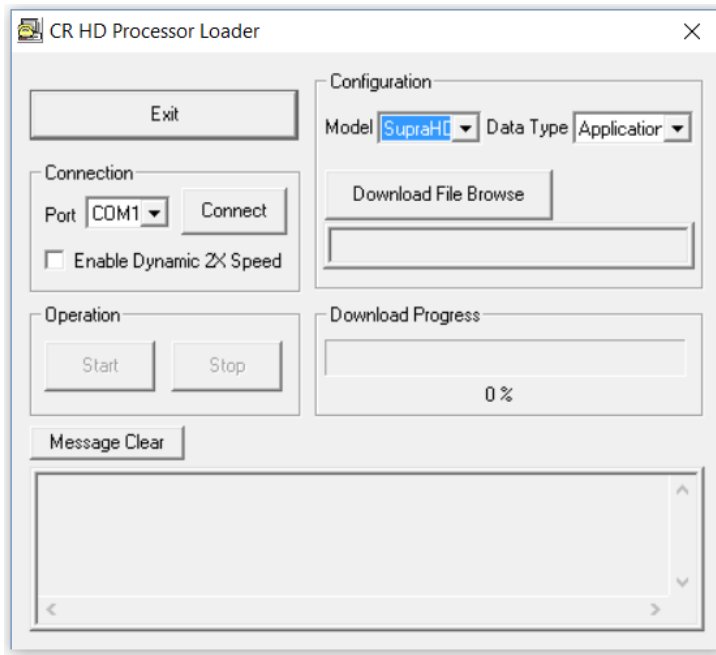 CR HD Processor Loader
Exit
Configuration
Model SupraHD Data Type Application
Download File Browse
Connection
Port COM1 Connect
Enable Dynamic 2X Speed
Operation
Start Stop
Download Progress
0 %
Message Clear